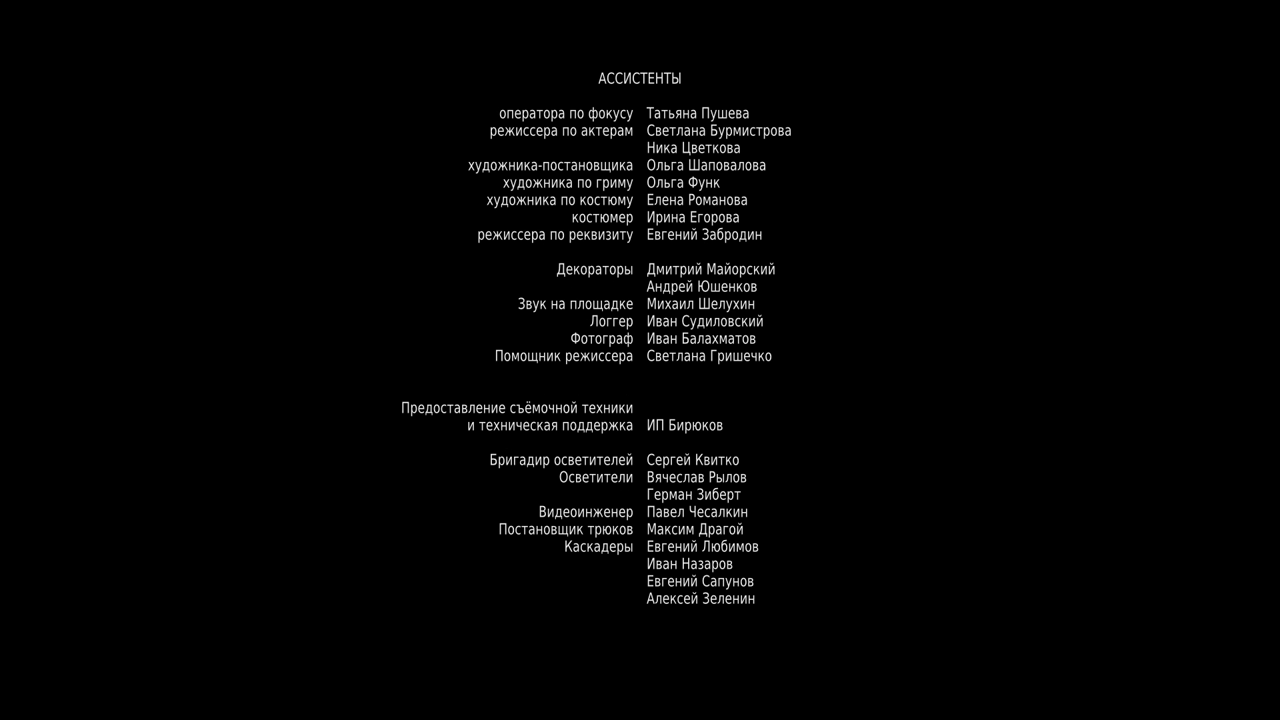 АССИСТЕНТЫ
оператора по фокусу Татьяна Пушева
режиссера по актерам Светлана Бурмистрова
Ника Цветкова
художника-постановщика Ольга Шаповалова
художника по гриму Ольга Функ
художника по костюму Елена Романова
костюмер Ирина Егорова
режиссера по реквизиту Евгений Забродин
Декораторы Дмитрий Майорский
Андрей Юшенков
Звук на площадке Михаил Шелухин
Логгер Иван Судиловский
Фотограф Иван Балахматов
Помощник режиссера Светлана Гришечко
Предоставление съёмочной техники
и техническая поддержка ИП Бирюков
Бригадир осветителей Сергей Квитко
Осветители Вячеслав Рылов
Герман Зиберт
Видеоинженер Павел Чесалкин
Постановщик трюков Максим Драгой
Каскадеры Евгений Любимов
Иван Назаров
Евгений Сапунов
Алексей Зеленин